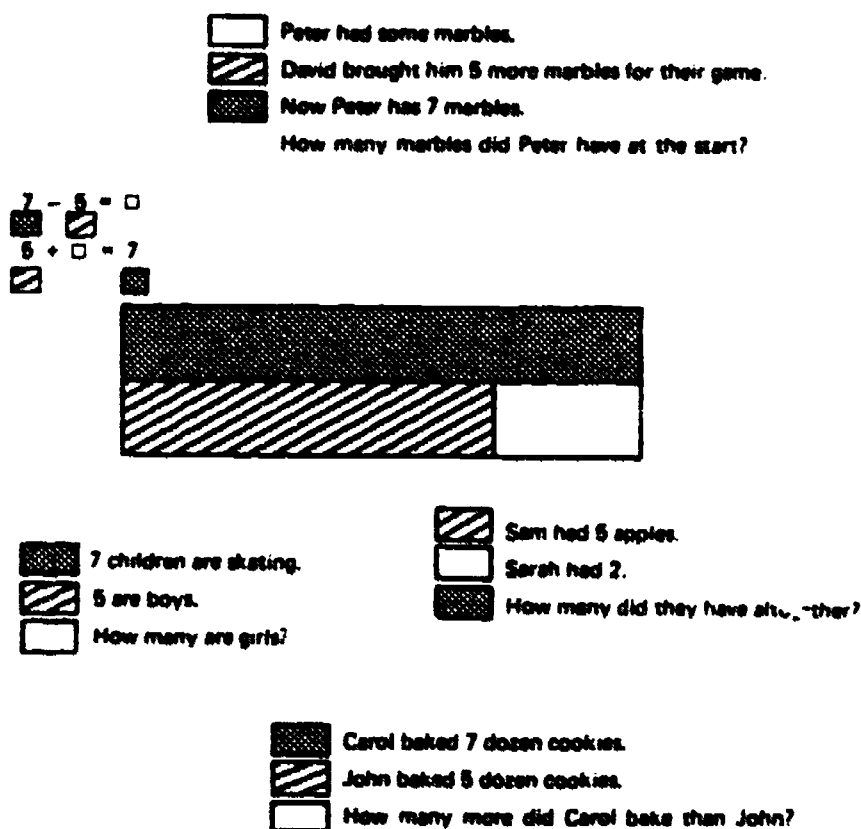 Peter had some marbles.
David brought him 5 more marbles for their game.
Now Peter has 7 marbles.
How many marbles did Peter have at the start?
7 - 5 = □
5 + □ = 7
7 children are skating.
5 are boys.
How many are girls?
Sam had 5 apples.
Sarah had 2.
How many did they have
Carol baked 7 dozen cookies.
John baked 5 dozen cookies.
How many more did Carol bake than John?